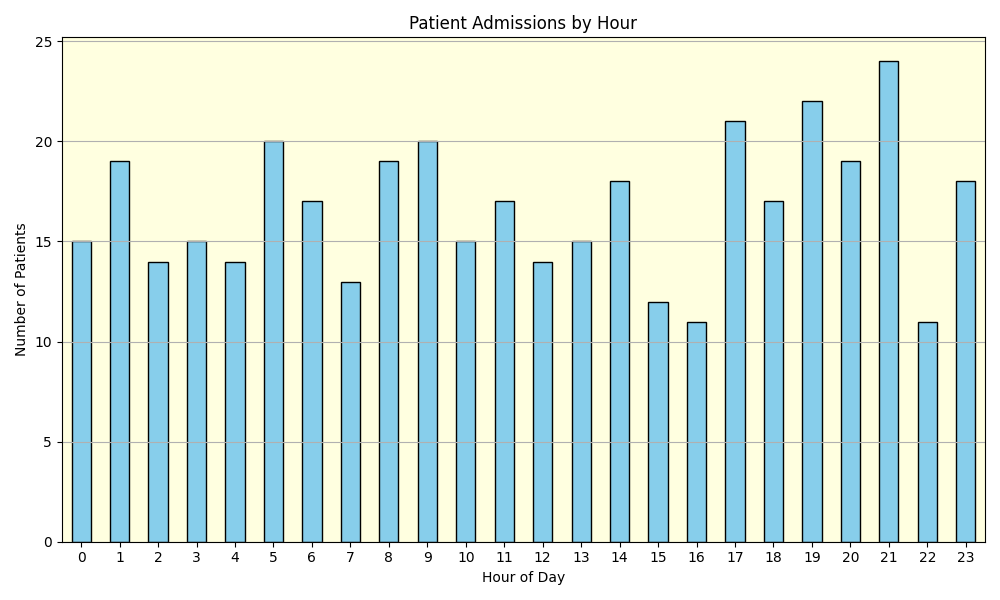 Patient Admissions by Hour
25
20
15
10
5
0
Number of Patients
0 1 2 3 4 5 6 7 8 9 10 11 12 13 14 15 16 17 18 19 20 21 22 23
Hour of Day